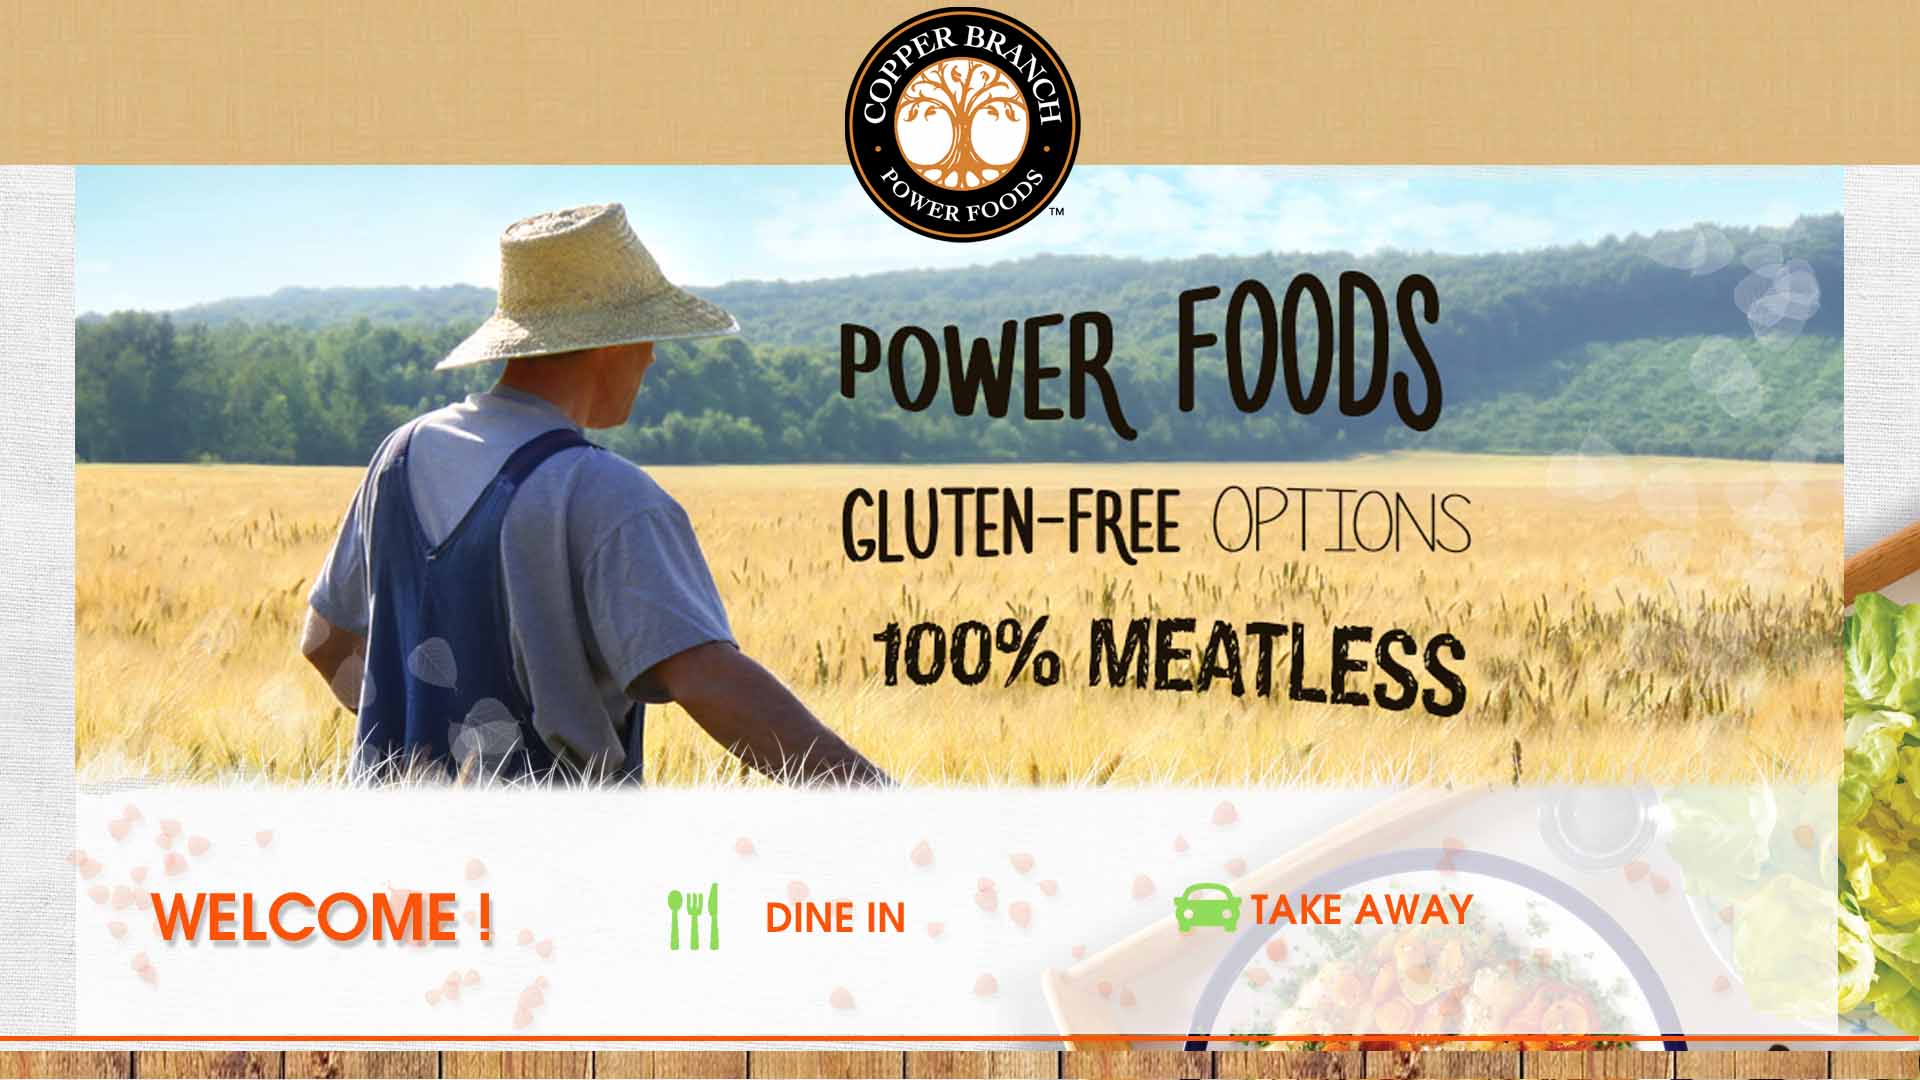 COPPER BRANCH
POWER FOODS
™
POWER FOODS
GLUTEN-FREE OPTIONS
100% MEATLESS
WELCOME !
DINE IN
TAKE AWAY